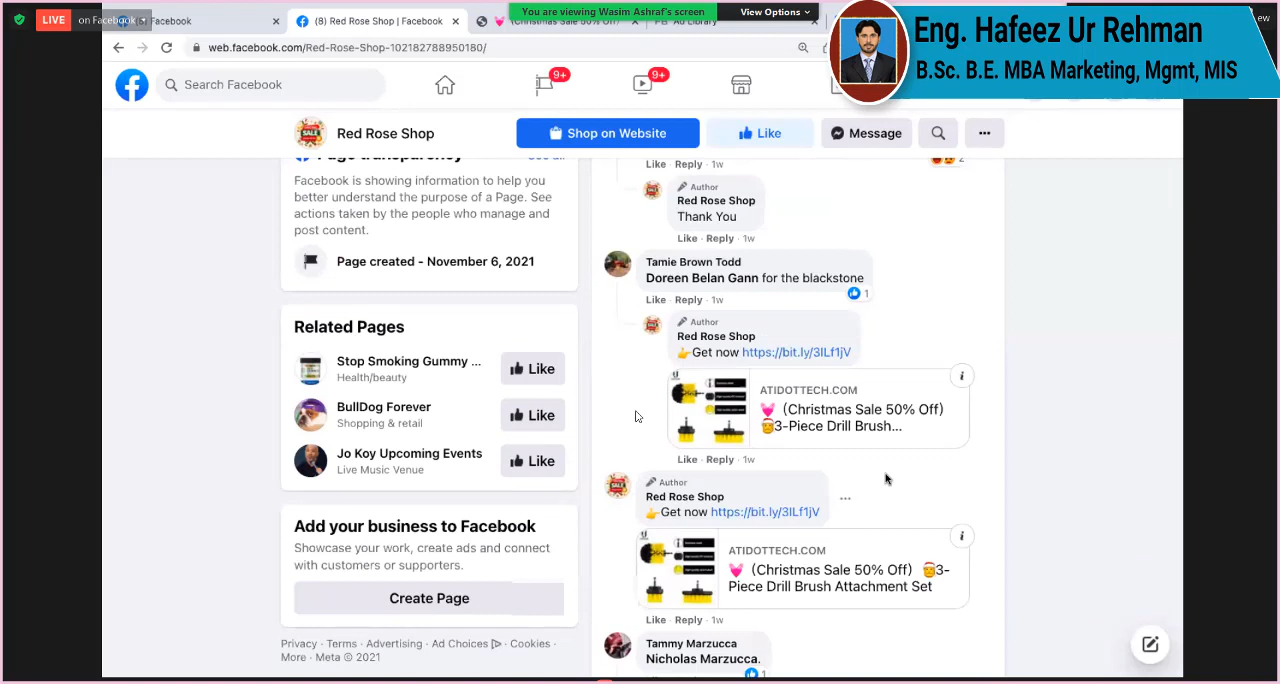 LIVE on Facebook
Facebook
(8) Red Rose Shop | Facebook
(Christmas Sale 50% Off)
Ad Library
You are viewing Wasim Ashraf's screen
View Options
web.facebook.com/Red-Rose-Shop-102182788950180/
Eng. Hafeez Ur Rehman
B.Sc. B.E. MBA Marketing, Mgmt, MIS
Search Facebook
9+
9+
Red Rose Shop
Shop on Website
Like
Message
Page transparency
See all
Facebook is showing information to help you
better understand the purpose of a Page. See
actions taken by the people who manage and
post content.
Page created - November 6, 2021
Related Pages
Stop Smoking Gummy ...
Health/beauty
Like
BullDog Forever
Shopping & retail
Like
Jo Koy Upcoming Events
Live Music Venue
Like
Add your business to Facebook
Showcase your work, create ads and connect
with customers or supporters.
Create Page
Privacy · Terms · Advertising · Ad Choices · Cookies ·
More · Meta © 2021
Like · Reply · 1w
2
Author
Red Rose Shop
Thank You
Like · Reply · 1w
Tamie Brown Todd
Doreen Belan Gann for the blackstone
1
Like · Reply · 1w
Author
Red Rose Shop
👉Get now https://bit.ly/3lLf1jV
ATIDOTTECH.COM
💓 (Christmas Sale 50% Off)
🎅3-Piece Drill Brush...
Like · Reply · 1w
Author
Red Rose Shop
👉Get now https://bit.ly/3lLf1jV
ATIDOTTECH.COM
💓 (Christmas Sale 50% Off) 🎅3-
Piece Drill Brush Attachment Set
Like · Reply · 1w
Tammy Marzucca
Nicholas Marzucca.
1